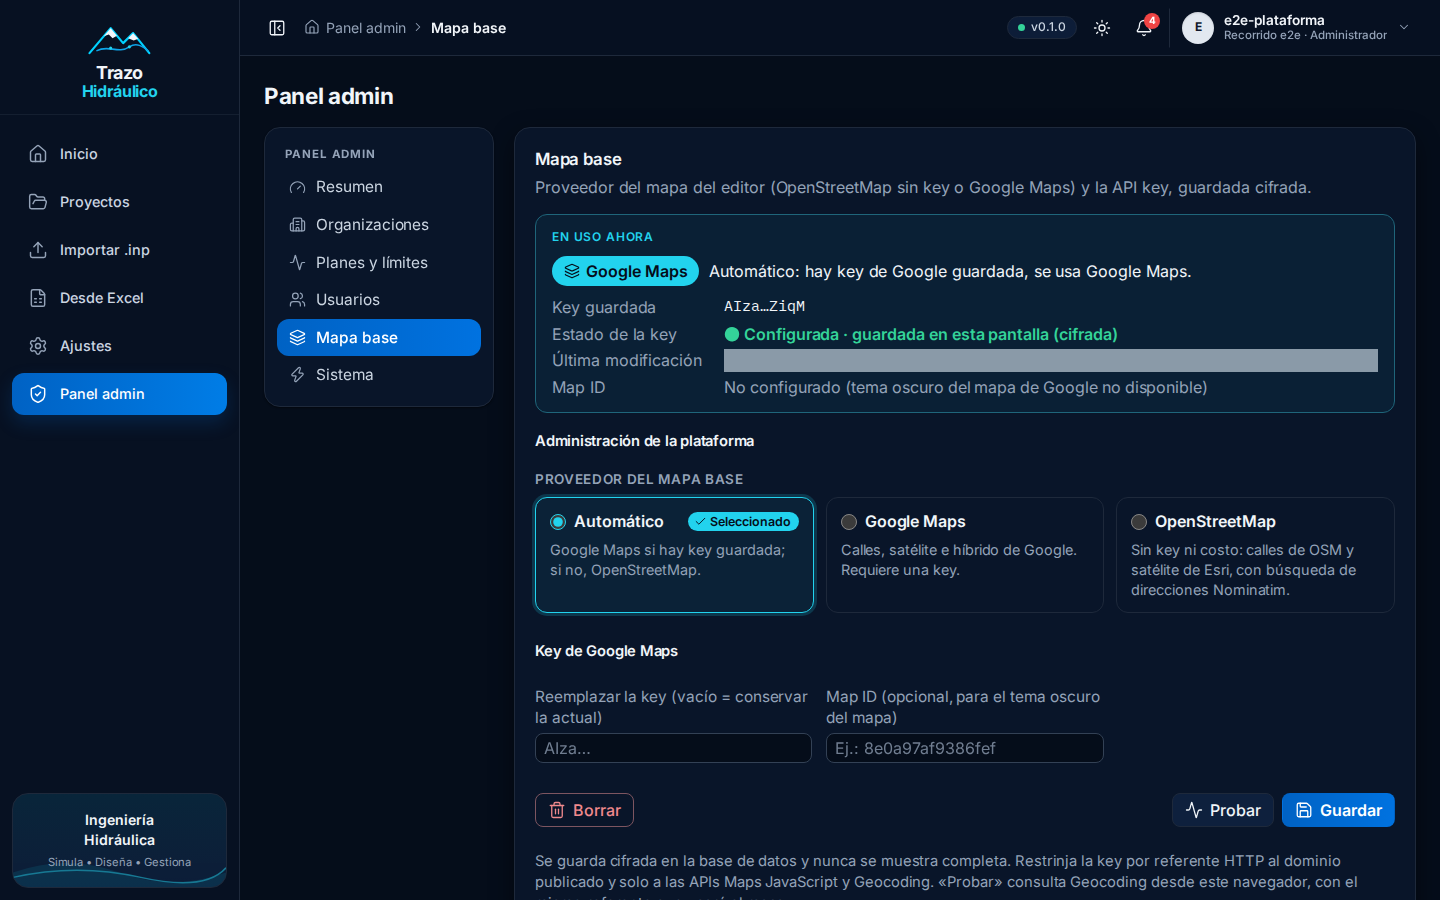 Trazo
Hidráulico
Inicio
Proyectos
Importar .inp
Desde Excel
Ajustes
Panel admin
Ingeniería
Hidráulica
Simula • Diseña • Gestiona
Panel admin > Mapa base
v0.1.0
4
E
e2e-plataforma
Recorrido e2e · Administrador
Panel admin
PANEL ADMIN
Resumen
Organizaciones
Planes y límites
Usuarios
Mapa base
Sistema
Mapa base
Proveedor del mapa del editor (OpenStreetMap sin key o Google Maps) y la API key, guardada cifrada.
EN USO AHORA
Google Maps Automático: hay key de Google guardada, se usa Google Maps.
Key guardada AIza…ZiqM
Estado de la key Configurada · guardada en esta pantalla (cifrada)
Última modificación
Map ID No configurado (tema oscuro del mapa de Google no disponible)
Administración de la plataforma
PROVEEDOR DEL MAPA BASE
Automático Seleccionado
Google Maps si hay key guardada;
si no, OpenStreetMap.
Google Maps
Calles, satélite e híbrido de Google.
Requiere una key.
OpenStreetMap
Sin key ni costo: calles de OSM y
satélite de Esri, con búsqueda de
direcciones Nominatim.
Key de Google Maps
Reemplazar la key (vacío = conservar
la actual)
AIza...
Map ID (opcional, para el tema oscuro
del mapa)
Ej.: 8e0a97af9386fef
Borrar
Probar
Guardar
Se guarda cifrada en la base de datos y nunca se muestra completa. Restrinja la key por referente HTTP al dominio
publicado y solo a las APIs Maps JavaScript y Geocoding. «Probar» consulta Geocoding desde este navegador, con el